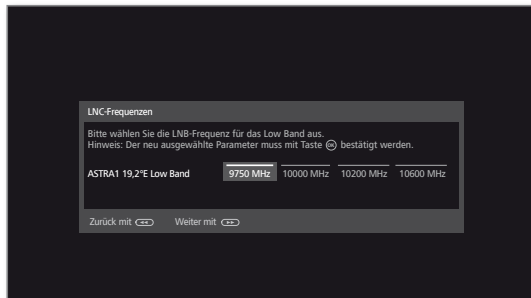 LNC-Frequenzen
Bitte wählen Sie die LNB-Frequenz für das Low Band aus.
Hinweis: Der neu ausgewählte Parameter muss mit Taste OK bestätigt werden.
ASTRA1 19,2°E Low Band 9750 MHz 10000 MHz 10200 MHz 10600 MHz
Zurück mit ◄◄ Weiter mit ►►